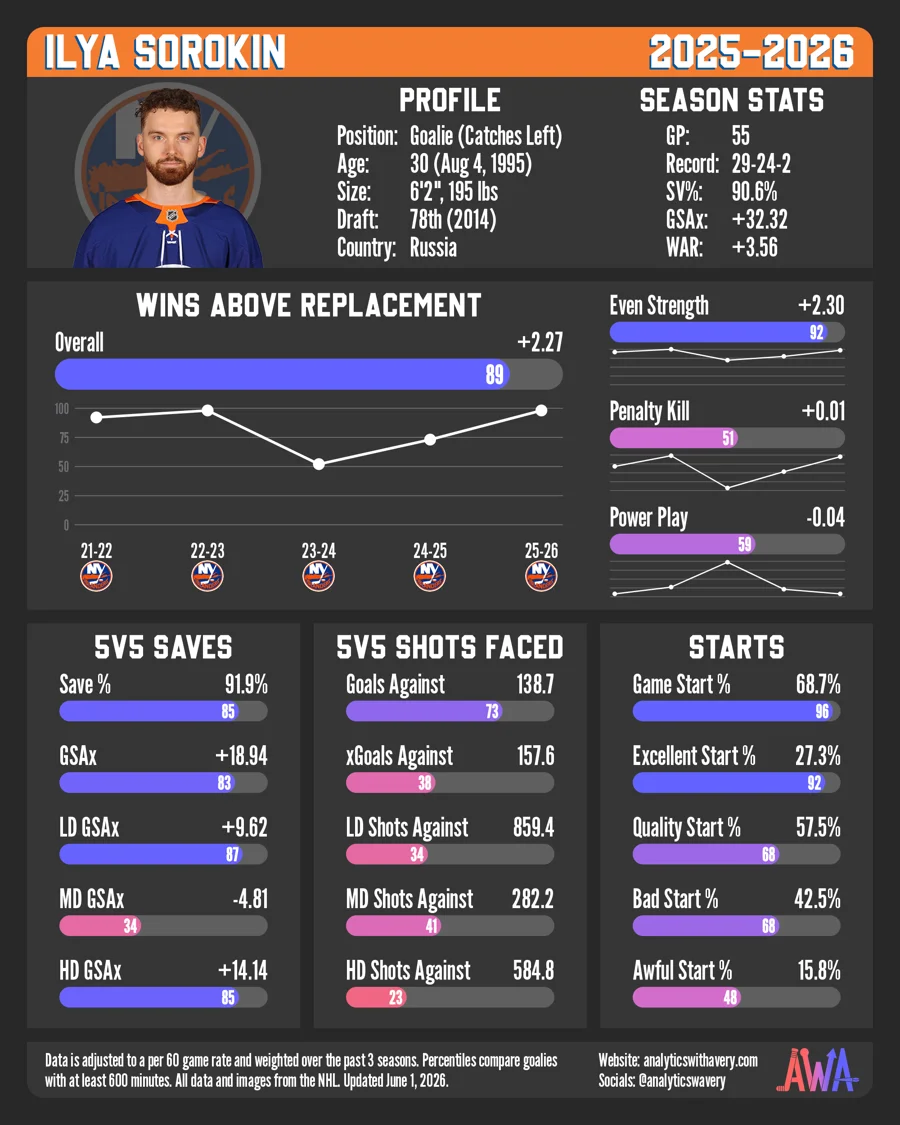 ILYA SOROKIN 2025-2026
PROFILE
Position: Goalie (Catches Left)
Age: 30 (Aug 4, 1995)
Size: 6'2", 195 lbs
Draft: 78th (2014)
Country: Russia
SEASON STATS
GP: 55
Record: 29-24-2
SV%: 90.6%
GSAx: +32.32
WAR: +3.56
WINS ABOVE REPLACEMENT
Overall +2.27
89
100
75
50
25
0
21-22 22-23 23-24 24-25 25-26
NY NY NY NY NY
Even Strength +2.30
92
Penalty Kill +0.01
51
Power Play -0.04
59
5V5 SAVES
Save % 91.9%
85
GSAx +18.94
83
LD GSAx +9.62
87
MD GSAx -4.81
34
HD GSAx +14.14
85
5V5 SHOTS FACED
Goals Against 138.7
73
xGoals Against 157.6
38
LD Shots Against 859.4
34
MD Shots Against 282.2
41
HD Shots Against 584.8
23
STARTS
Game Start % 68.7%
96
Excellent Start % 27.3%
92
Quality Start % 57.5%
68
Bad Start % 42.5%
68
Awful Start % 15.8%
48
Data is adjusted to a per 60 game rate and weighted over the past 3 seasons. Percentiles compare goalies
with at least 600 minutes. All data and images from the NHL. Updated June 1, 2026.
Website: analyticswithavery.com
Socials: @analyticswavery
AWA